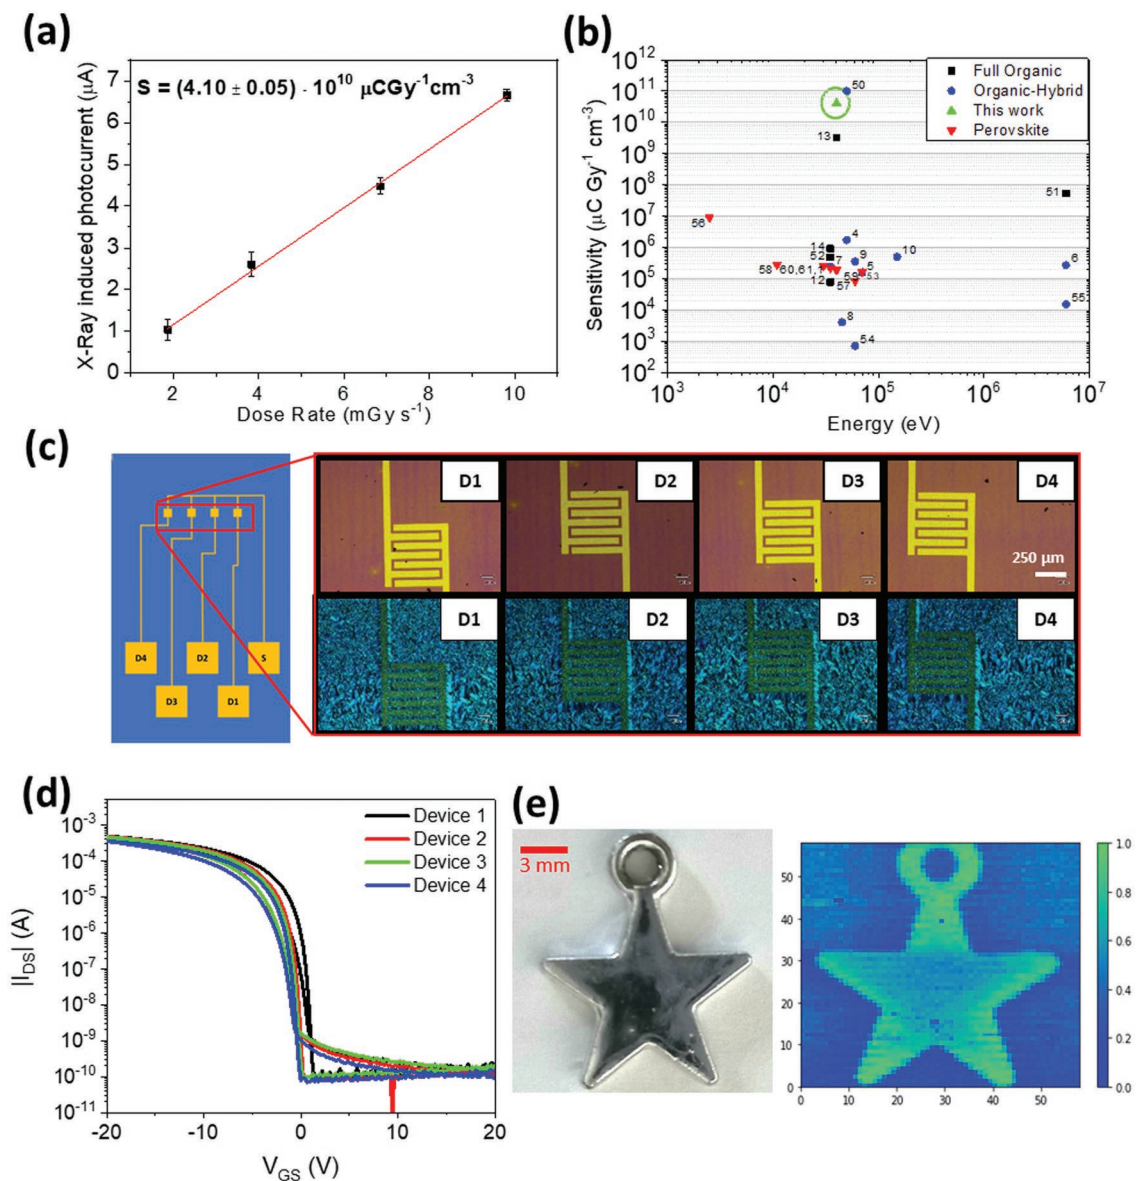 (a)
S = (4.10 ± 0.05) · 10¹⁰ μCGy⁻¹cm⁻³
X-Ray induced photocurrent (μA)
7
6
5
4
3
2
1
0
2
4
6
8
10
Dose Rate (mGy s⁻¹)
(b)
Sensitivity (μC Gy⁻¹ cm⁻³)
10¹²
10¹¹
10¹⁰
10⁹
10⁸
10⁷
10⁶
10⁵
10⁴
10³
10²
Full Organic
Organic-Hybrid
This work
Perovskite
50
13
51
56
4
14
52
9
10
6
7
5
58
60,61,
53
12
57
55
8
54
10³
10⁴
10⁵
10⁶
10⁷
Energy (eV)
(c)
D4
D2
S
D3
D1
D1
D2
D3
D4
250 μm
D1
D2
D3
D4
(d)
|I_DS| (A)
10⁻³
10⁻⁴
10⁻⁵
10⁻⁶
10⁻⁷
10⁻⁸
10⁻⁹
10⁻¹⁰
10⁻¹¹
Device 1
Device 2
Device 3
Device 4
-20
-10
0
10
20
V_GS (V)
(e)
3 mm
50
40
30
20
10
0
0
10
20
30
40
50
1.0
0.8
0.6
0.4
0.2
0.0